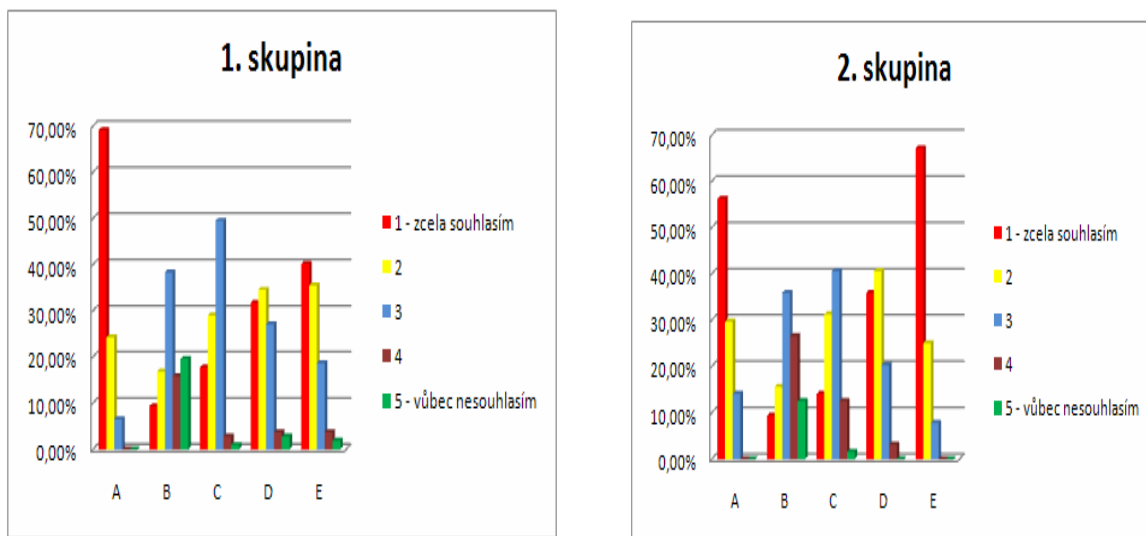 1. skupina
70,00%
60,00%
50,00%
40,00%
30,00%
20,00%
10,00%
0,00%
A B C D E
1 - zcela souhlasím
2
3
4
5 - vůbec nesouhlasím
2. skupina
70,00%
60,00%
50,00%
40,00%
30,00%
20,00%
10,00%
0,00%
A B C D E
1 - zcela souhlasím
2
3
4
5 - vůbec nesouhlasím